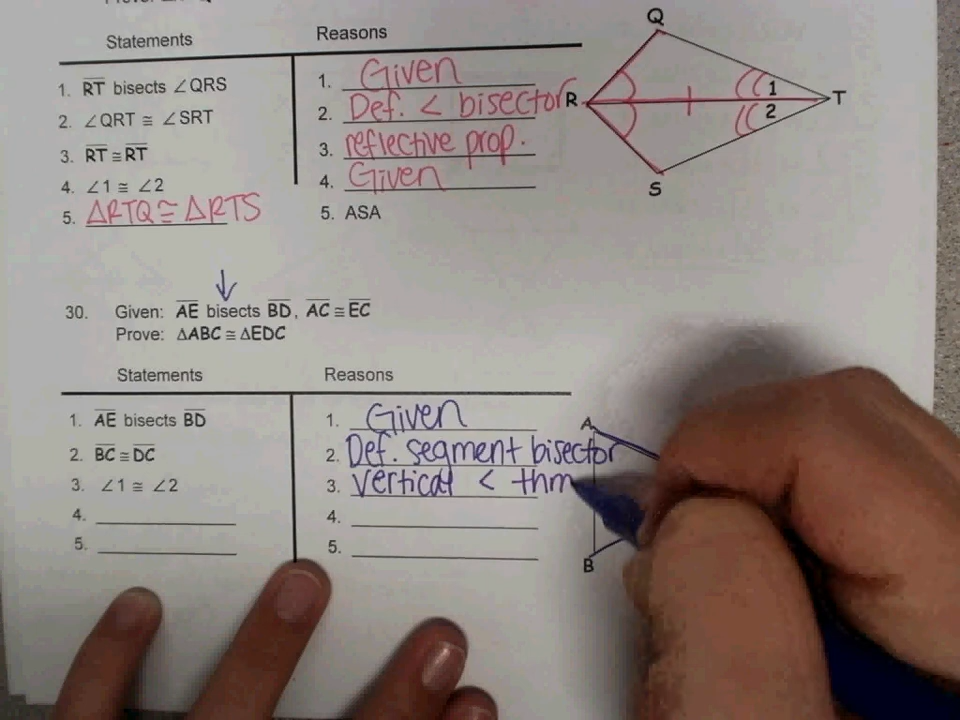 Statements
Reasons
1. RT bisects ∠QRS
1. Given
2. ∠QRT ≅ ∠SRT
2. Def. < bisector
3. RT ≅ RT
3. reflective prop.
4. ∠1 ≅ ∠2
4. Given
5. ΔRTQ ≅ ΔRTS
5. ASA
Q
R
1
2
T
S
30. Given: AE bisects BD, AC ≅ EC
Prove: ΔABC ≅ ΔEDC
Statements
Reasons
1. AE bisects BD
1. Given
2. BC ≅ DC
2. Def. segment bisector
3. ∠1 ≅ ∠2
3. vertical < thm
4.
4.
5.
5.
A
B